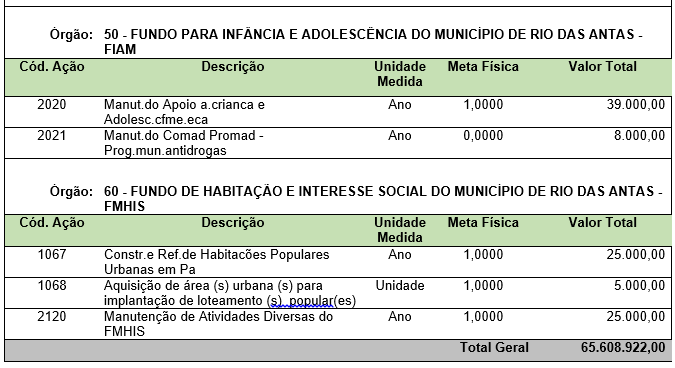 Órgão: 50 - FUNDO PARA INFÂNCIA E ADOLESCÊNCIA DO MUNICÍPIO DE RIO DAS ANTAS -
FIAM
Cód. Ação Descrição Unidade Medida Meta Física Valor Total
2020 Manut.do Apoio a.crianca e Ano 1,0000 39.000,00
Adolesc.cfme.eca
2021 Manut.do Comad Promad - Ano 0,0000 8.000,00
Prog.mun.antidrogas
Órgão: 60 - FUNDO DE HABITAÇÃO E INTERESSE SOCIAL DO MUNICÍPIO DE RIO DAS ANTAS -
FMHIS
Cód. Ação Descrição Unidade Medida Meta Física Valor Total
1067 Constr.e Ref.de Habitacões Populares Ano 1,0000 25.000,00
Urbanas em Pa
1068 Aquisição de área (s) urbana (s) para Unidade 1,0000 5.000,00
implantação de loteamento (s), popular(es)
2120 Manutenção de Atividades Diversas do Ano 1,0000 25.000,00
FMHIS
Total Geral 65.608.922,00